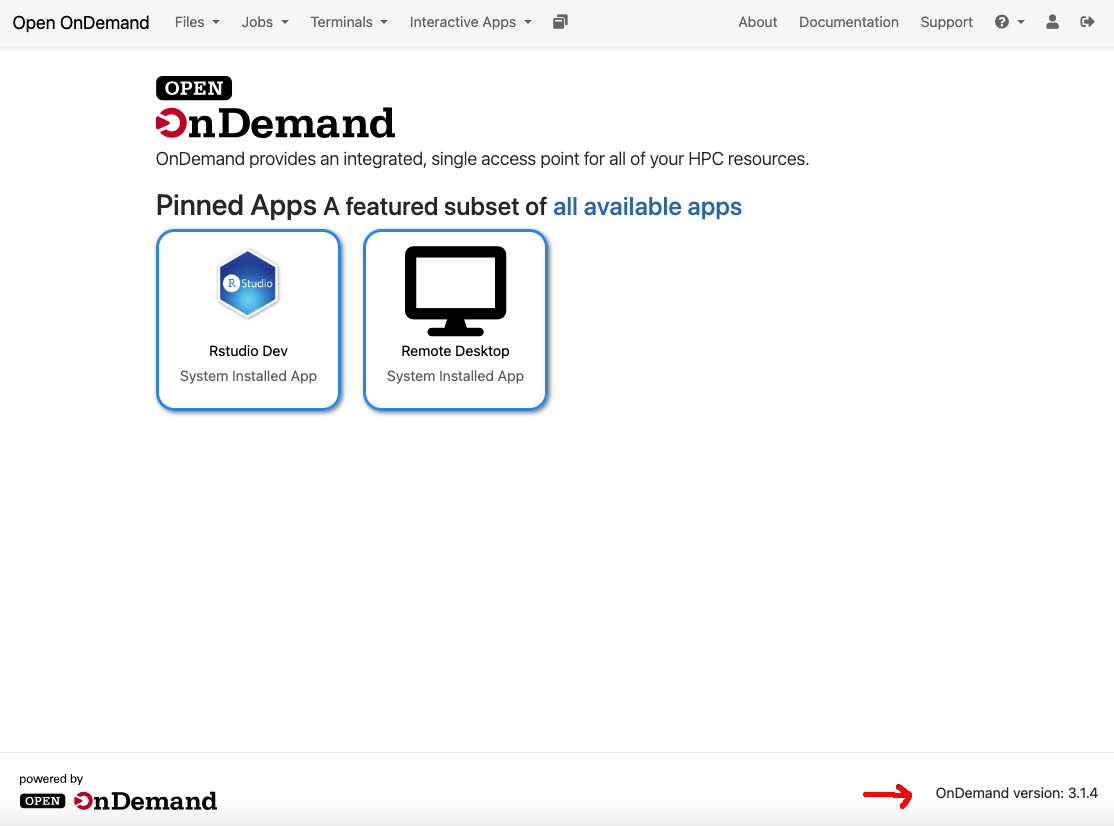 Open OnDemand Files Jobs Terminals Interactive Apps About Documentation Support
OPEN
OnDemand
OnDemand provides an integrated, single access point for all of your HPC resources.
Pinned Apps A featured subset of all available apps
R Studio
Rstudio Dev
System Installed App
Remote Desktop
System Installed App
powered by
OPEN OnDemand
OnDemand version: 3.1.4